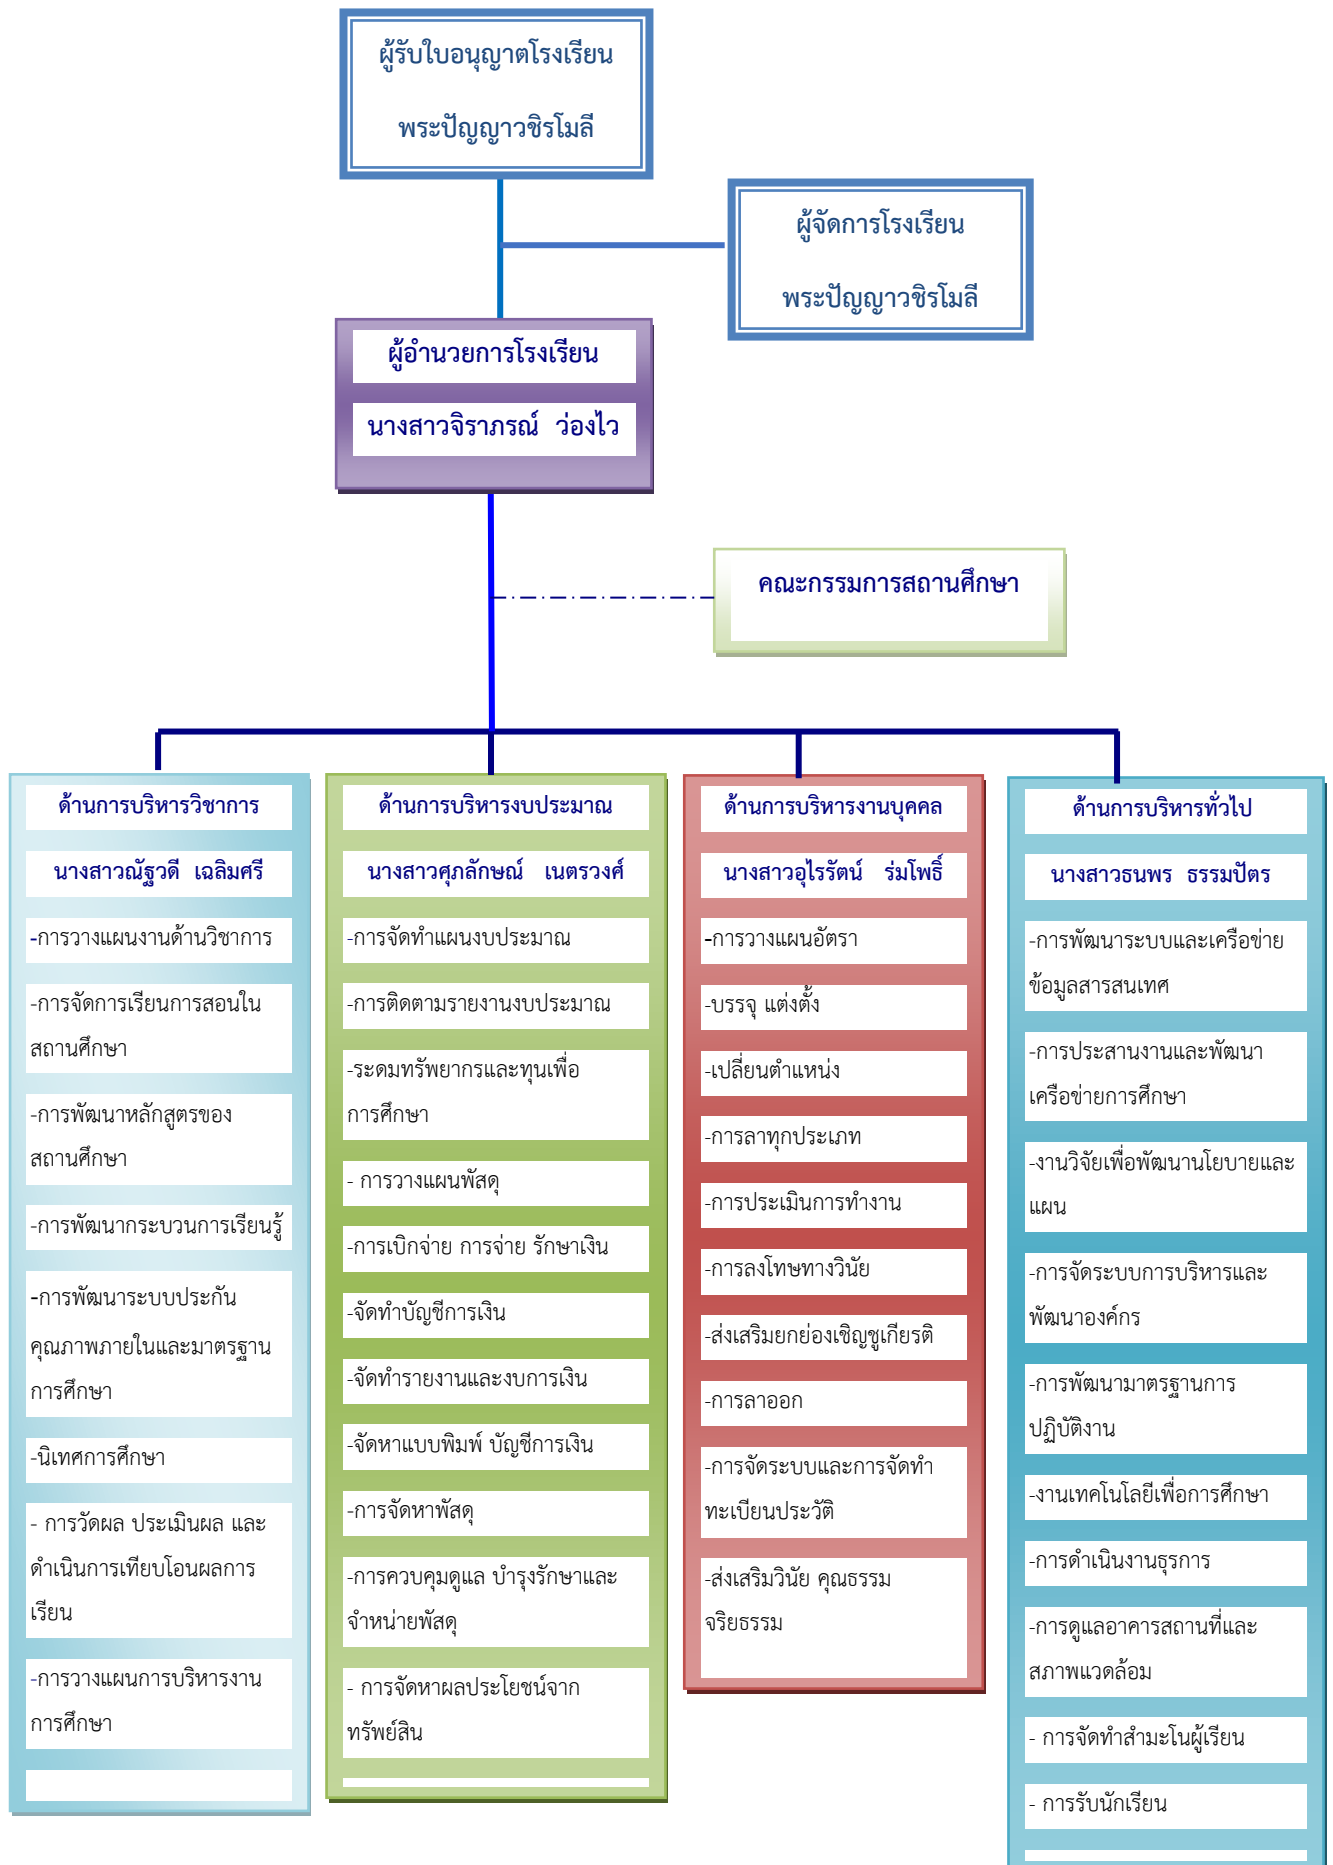 ผู้รับใบอนุญาตโรงเรียน
พระปัญญาวชิรโมลี
ผู้จัดการโรงเรียน
พระปัญญาวชิรโมลี
ผู้อำนวยการโรงเรียน
นางสาวจิราภรณ์ ว่องไว
คณะกรรมการสถานศึกษา
ด้านการบริหารวิชาการ
นางสาวณัฐวดี เฉลิมศรี
-การวางแผนงานด้านวิชาการ
-การจัดการเรียนการสอนใน
สถานศึกษา
-การพัฒนาหลักสูตรของ
สถานศึกษา
-การพัฒนากระบวนการเรียนรู้
-การพัฒนาระบบประกัน
คุณภาพภายในและมาตรฐาน
การศึกษา
-นิเทศการศึกษา
- การวัดผล ประเมินผล และ
ดำเนินการเทียบโอนผลการ
เรียน
-การวางแผนการบริหารงาน
การศึกษา
ด้านการบริหารงบประมาณ
นางสาวศุภลักษณ์ เนตรวงศ์
-การจัดทำแผนงบประมาณ
-การติดตามรายงานงบประมาณ
-ระดมทรัพยากรและทุนเพื่อ
การศึกษา
- การวางแผนพัสดุ
-การเบิกจ่าย การจ่าย รักษาเงิน
-จัดทำบัญชีการเงิน
-จัดทำรายงานและงบการเงิน
-จัดหาแบบพิมพ์ บัญชีการเงิน
-การจัดหาพัสดุ
-การควบคุมดูแล บำรุงรักษาและ
จำหน่ายพัสดุ
- การจัดหาผลประโยชน์จาก
ทรัพย์สิน
ด้านการบริหารงานบุคคล
นางสาวอุไรรัตน์ ร่มโพธิ์
-การวางแผนอัตรา
-บรรจุ แต่งตั้ง
-เปลี่ยนตำแหน่ง
-การลาทุกประเภท
-การประเมินการทำงาน
-การลงโทษทางวินัย
-ส่งเสริมยกย่องเชิญชูเกียรติ
-การลาออก
-การจัดระบบและการจัดทำ
ทะเบียนประวัติ
-ส่งเสริมวินัย คุณธรรม
จริยธรรม
ด้านการบริหารทั่วไป
นางสาวธนพร ธรรมปัตร
-การพัฒนาระบบและเครือข่าย
ข้อมูลสารสนเทศ
-การประสานงานและพัฒนา
เครือข่ายการศึกษา
-งานวิจัยเพื่อพัฒนานโยบายและ
แผน
-การจัดระบบการบริหารและ
พัฒนาองค์กร
-การพัฒนามาตรฐานการ
ปฏิบัติงาน
-งานเทคโนโลยีเพื่อการศึกษา
-การดำเนินงานธุรการ
-การดูแลอาคารสถานที่และ
สภาพแวดล้อม
- การจัดทำสำมะโนผู้เรียน
- การรับนักเรียน